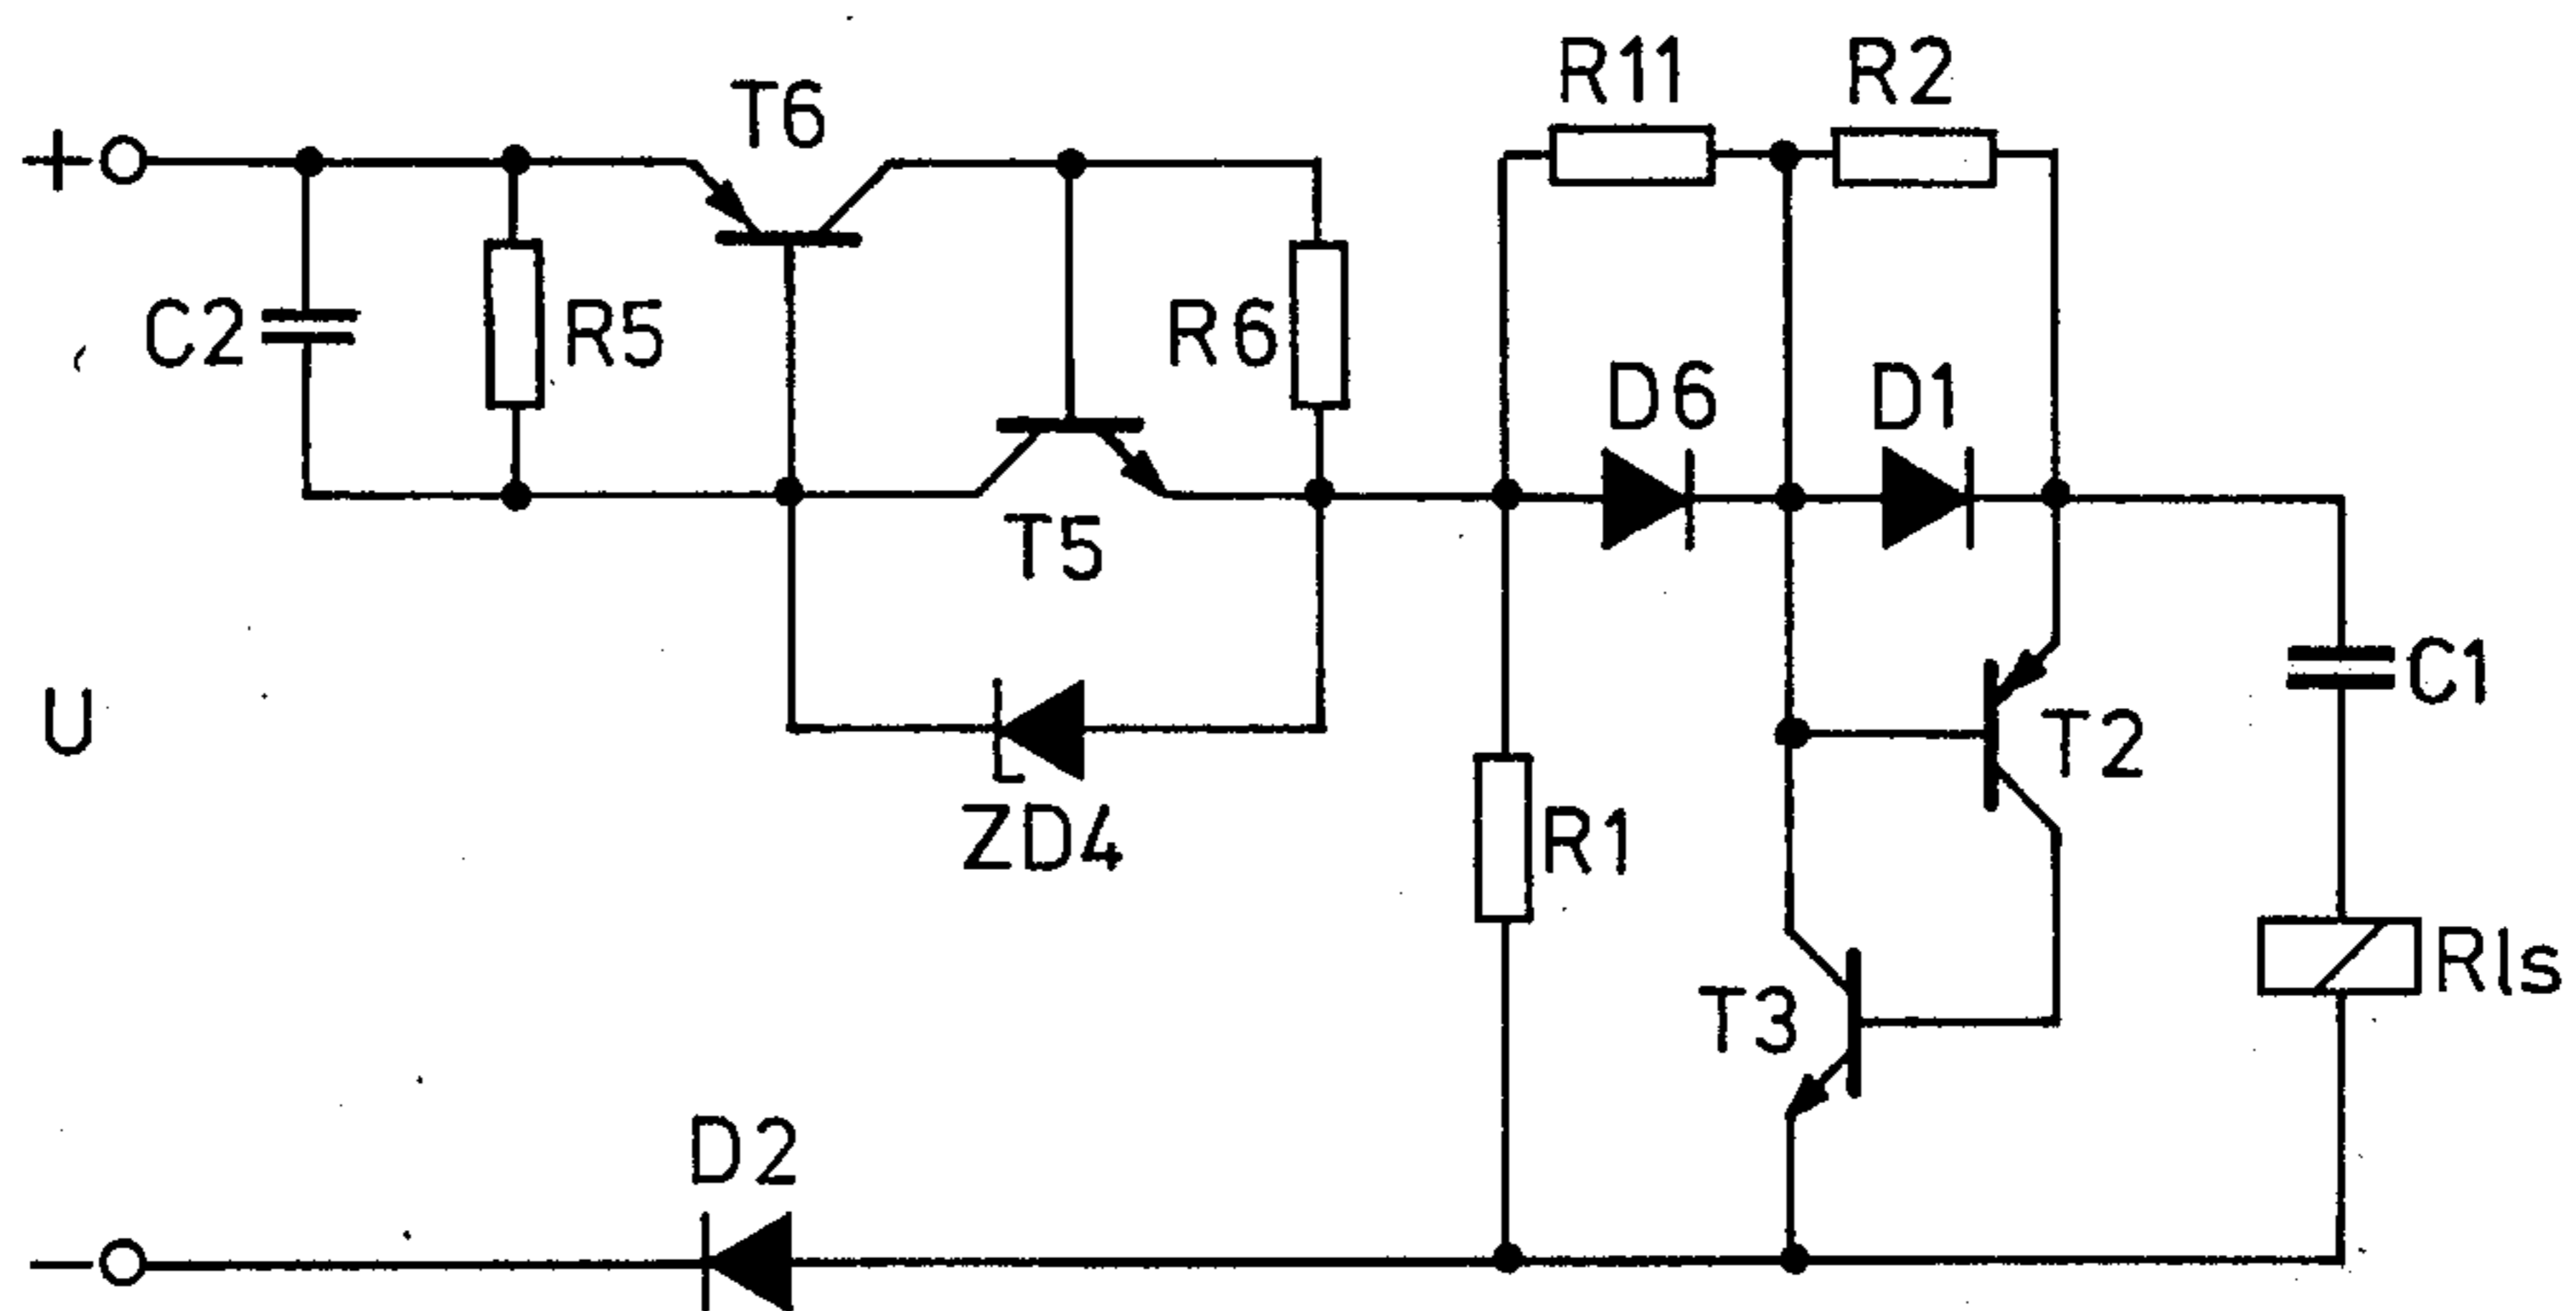 R11
R2
T6
+
C2
R5
R6
D6
D1
T5
U
C1
T2
ZD4
R1
Rls
T3
D2
–